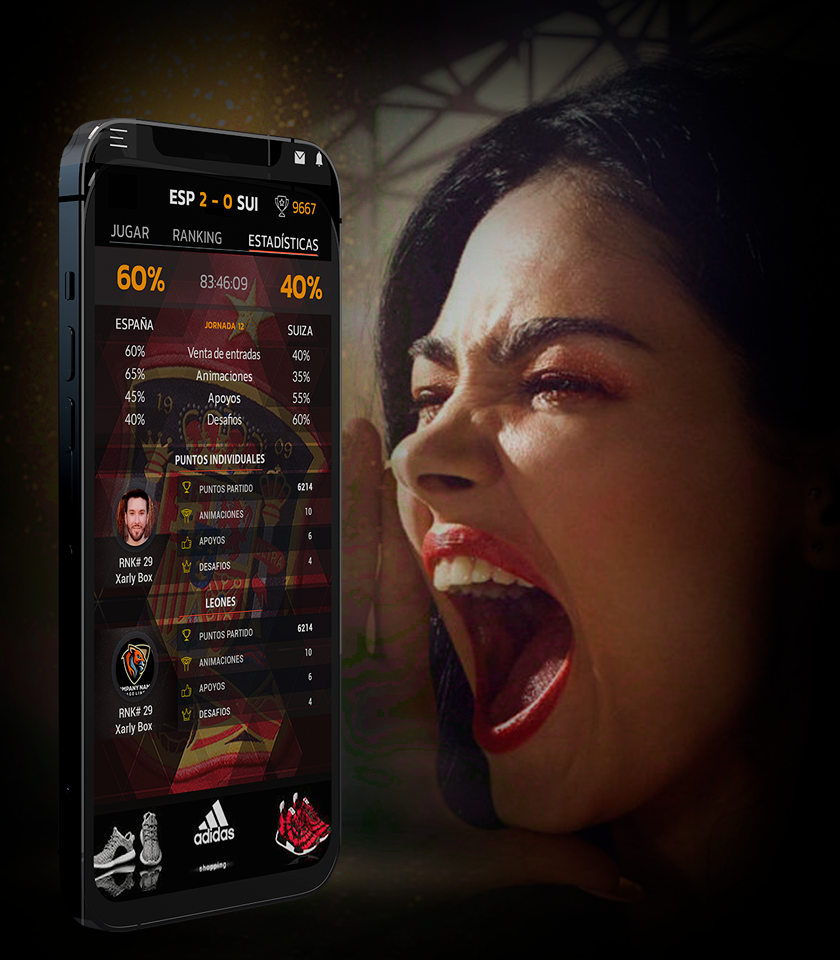 ESP 2 - 0 SUI 9667
JUGAR RANKING ESTADÍSTICAS
60% 83:46:09 40%
ESPAÑA JORNADA 12 SUIZA
60% Venta de entradas 40%
65% Animaciones 35%
45% Apoyos 55%
40% Desafíos 60%
19 09
PUNTOS INDIVIDUALES
PUNTOS PARTIDO 6214
ANIMACIONES 10
APOYOS 6
DESAFIOS 4
RNK# 29
Xarly Box
LEONES
PUNTOS PARTIDO 6214
ANIMACIONES 10
APOYOS 6
DESAFIOS 4
RNK# 29
Xarly Box
adidas
shopping